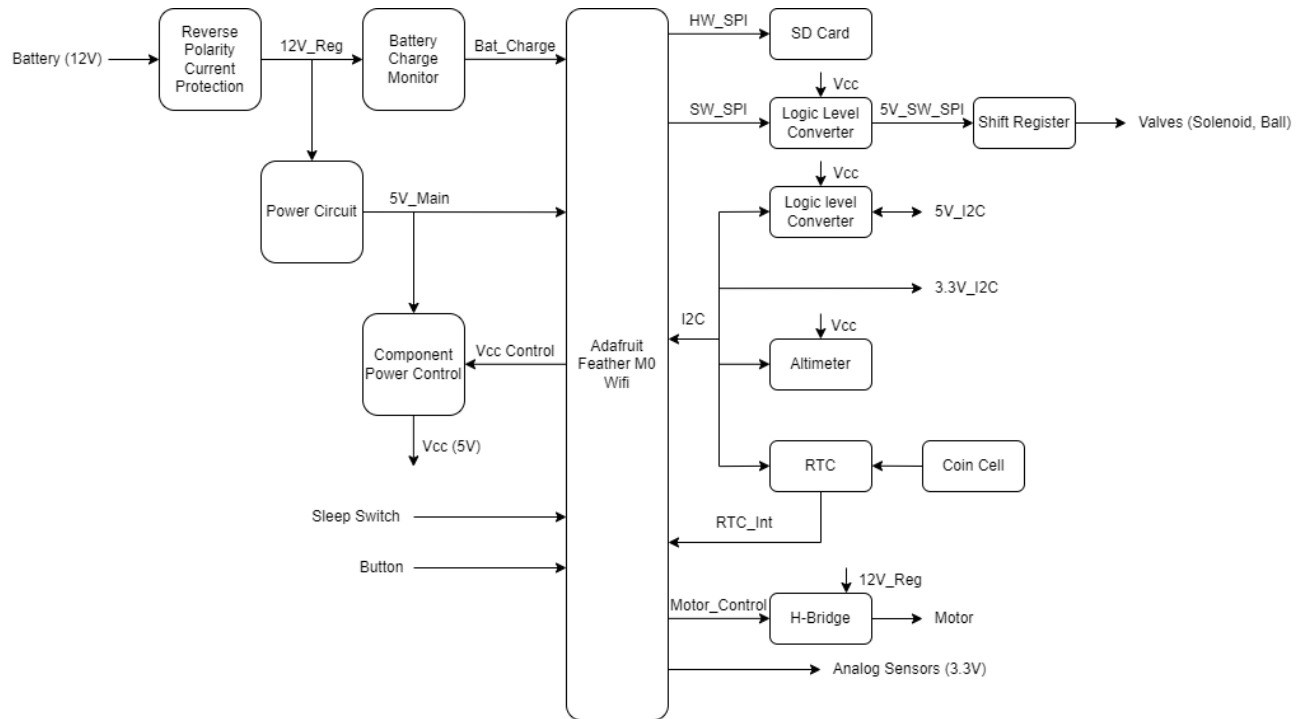 Battery (12V)
Reverse
Polarity
Current
Protection
12V_Reg
Battery
Charge
Monitor
Bat_Charge
HW_SPI
SD Card
Vcc
SW_SPI
Logic Level
Converter
5V_SW_SPI
Shift Register
Valves (Solenoid, Ball)
Vcc
Power Circuit
5V_Main
Logic level
Converter
5V_I2C
3.3V_I2C
I2C
Vcc
Component
Power Control
Vcc Control
Adafruit
Feather M0
Wifi
Altimeter
Vcc (5V)
RTC
Coin Cell
Sleep Switch
RTC_Int
Button
12V_Reg
Motor_Control
H-Bridge
Motor
Analog Sensors (3.3V)